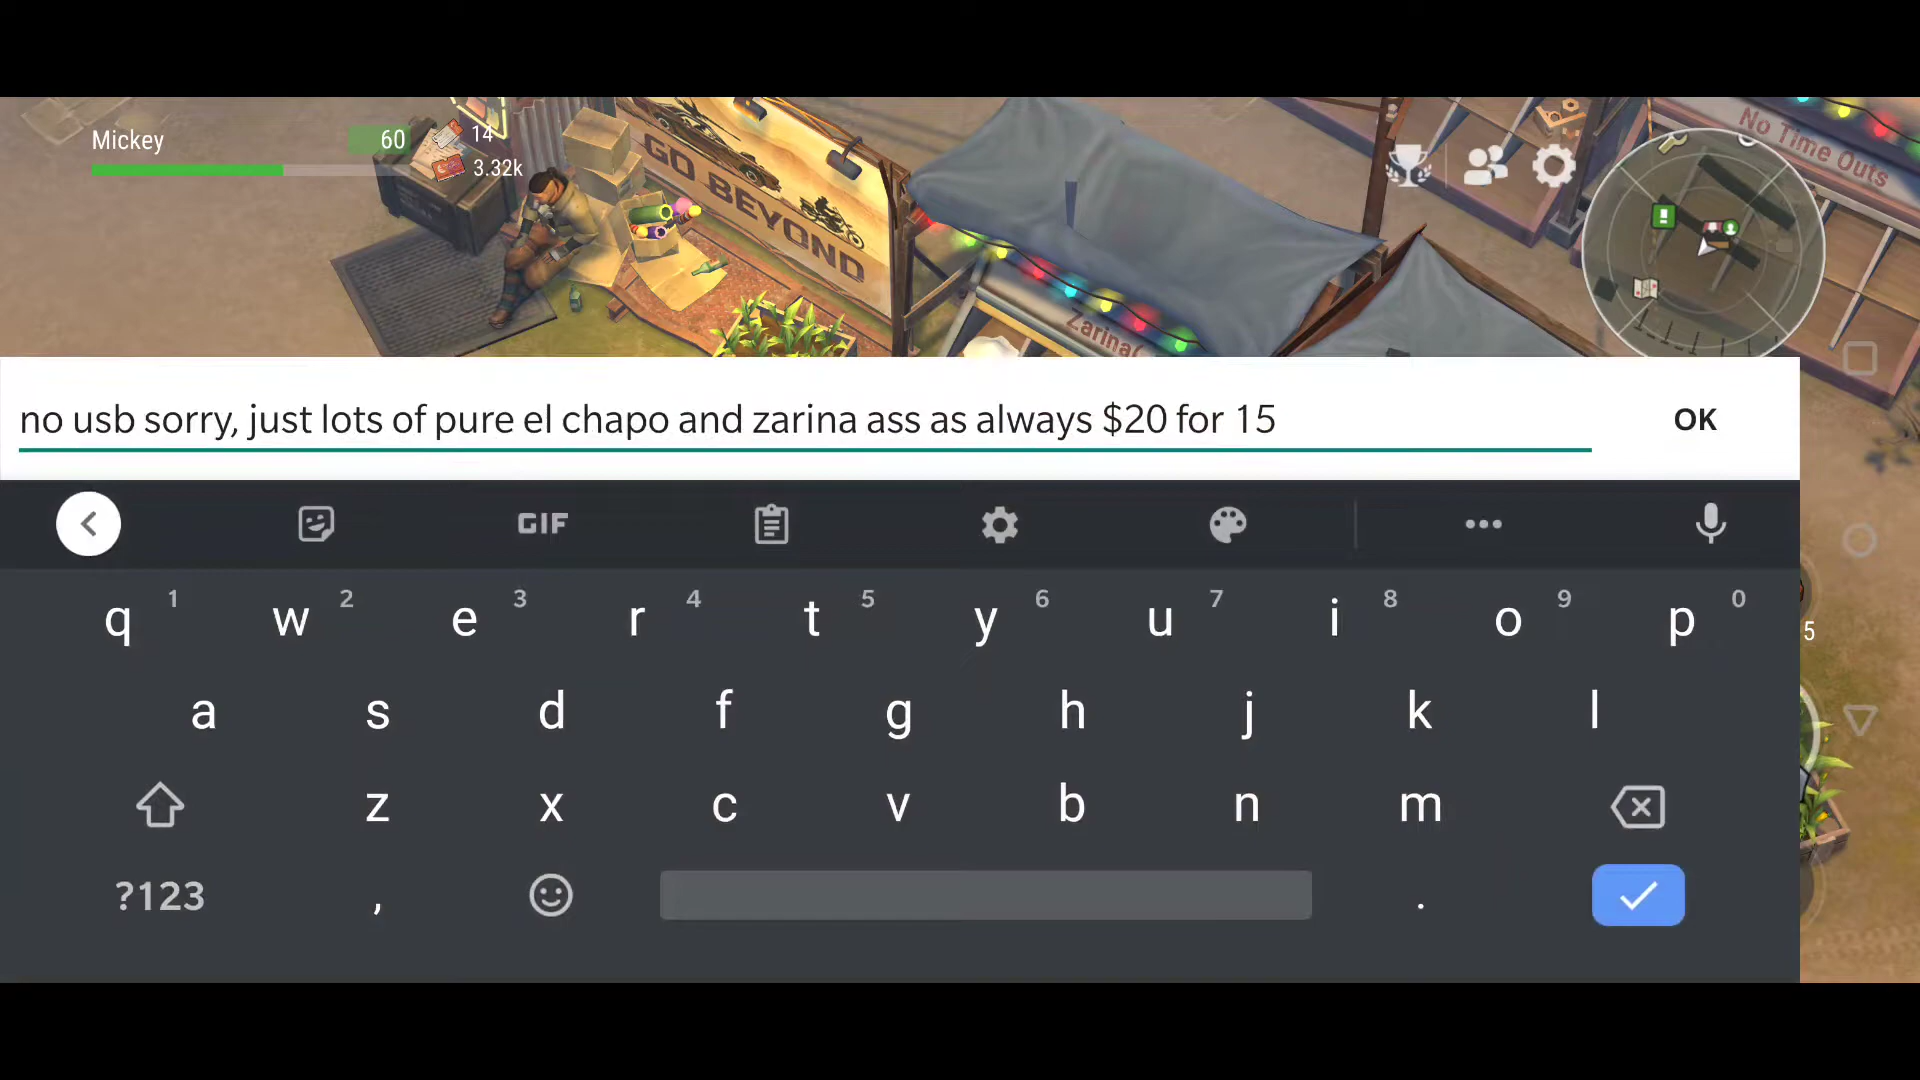 Mickey
60
14
3.32k
GO BEYOND
No Time Outs
Zarina(
no usb sorry, just lots of pure el chapo and zarina ass as always $20 for 15
OK
GIF
q 1 w 2 e 3 r 4 t 5 y 6 u 7 i 8 o 9 p 0
5
a s d f g h j k l
z x c v b n m
?123 , .